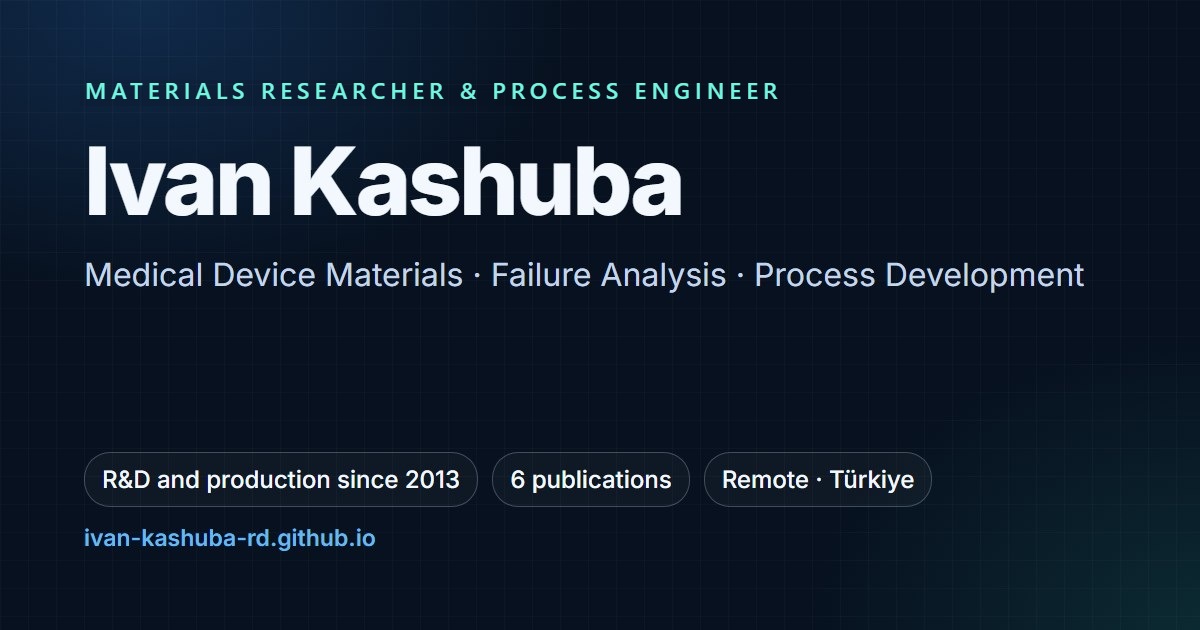 MATERIALS RESEARCHER & PROCESS ENGINEER
Ivan Kashuba
Medical Device Materials · Failure Analysis · Process Development
R&D and production since 2013
6 publications
Remote · Türkiye
ivan-kashuba-rd.github.io